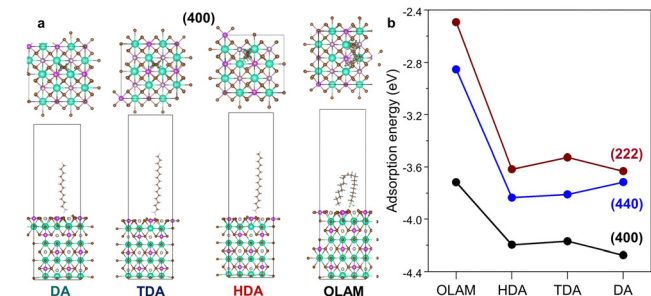 a
(400)
DA
TDA
HDA
OLAM
b
Adsorption energy (eV)
-2.4
-2.8
-3.2
-3.6
-4.0
-4.4
(222)
(440)
(400)
OLAM
HDA
TDA
DA